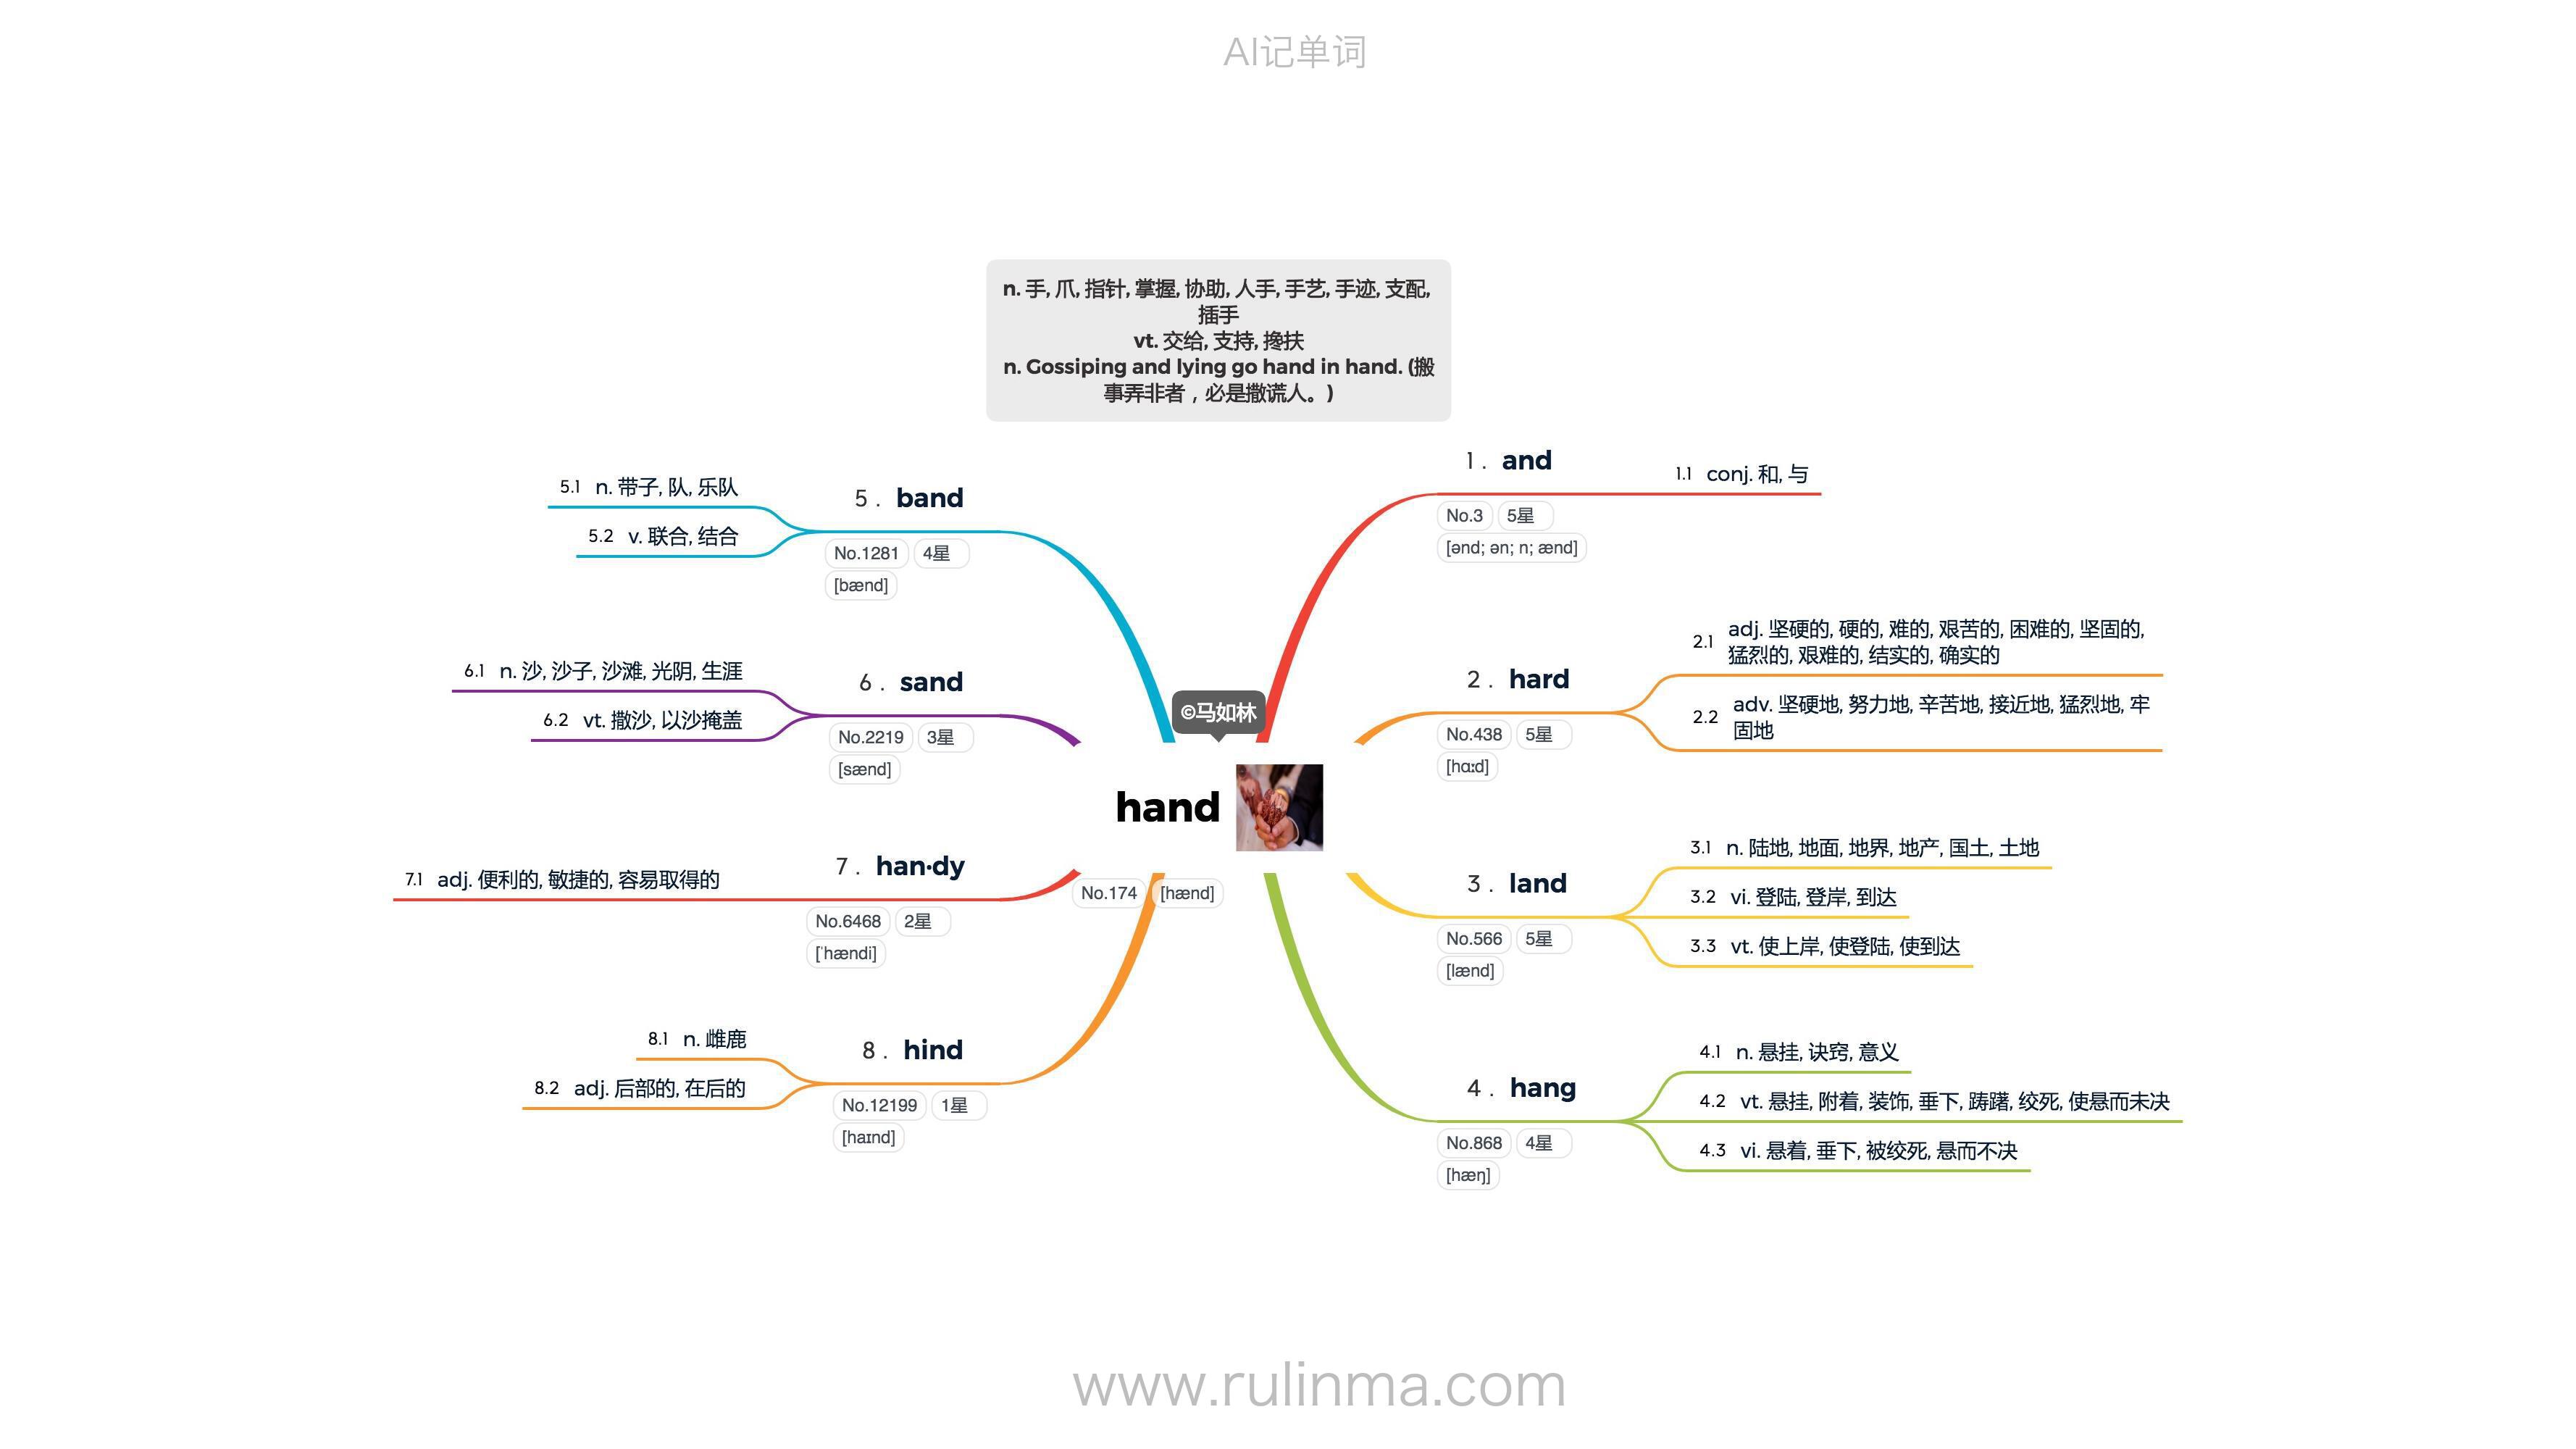 AI记单词
n. 手, 爪, 指针, 掌握, 协助, 人手, 手艺, 手迹, 支配,
插手
vt. 交给, 支持, 搀扶
n. Gossiping and lying go hand in hand. (搬
事弄非者，必是撒谎人。)
©马如林
hand
No.174 [hænd]
1 . and
No.3 5星
[ənd; ən; n; ænd]
1.1 conj. 和, 与
2 . hard
No.438 5星
[hɑːd]
2.1 adj. 坚硬的, 硬的, 难的, 艰苦的, 困难的, 坚固的,
猛烈的, 艰难的, 结实的, 确实的
2.2 adv. 坚硬地, 努力地, 辛苦地, 接近地, 猛烈地, 牢
固地
3 . land
No.566 5星
[lænd]
3.1 n. 陆地, 地面, 地界, 地产, 国土, 土地
3.2 vi. 登陆, 登岸, 到达
3.3 vt. 使上岸, 使登陆, 使到达
4 . hang
No.868 4星
[hæŋ]
4.1 n. 悬挂, 诀窍, 意义
4.2 vt. 悬挂, 附着, 装饰, 垂下, 踌躇, 绞死, 使悬而未决
4.3 vi. 悬着, 垂下, 被绞死, 悬而不决
5 . band
No.1281 4星
[bænd]
5.1 n. 带子, 队, 乐队
5.2 v. 联合, 结合
6 . sand
No.2219 3星
[sænd]
6.1 n. 沙, 沙子, 沙滩, 光阴, 生涯
6.2 vt. 撒沙, 以沙掩盖
7 . han·dy
No.6468 2星
[ˈhændi]
7.1 adj. 便利的, 敏捷的, 容易取得的
8 . hind
No.12199 1星
[haɪnd]
8.1 n. 雌鹿
8.2 adj. 后部的, 在后的
www.rulinma.com